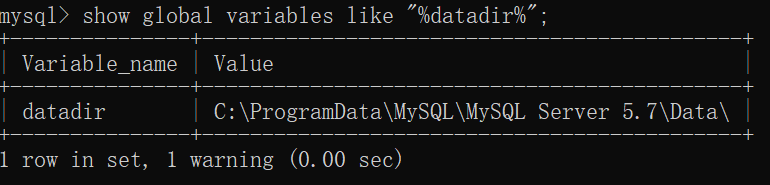 mysql> show global variables like "%datadir%";
+---------------+---------------------------------------------+
| Variable_name | Value                                       |
+---------------+---------------------------------------------+
| datadir       | C:\ProgramData\MySQL\MySQL Server 5.7\Data\ |
+---------------+---------------------------------------------+
1 row in set, 1 warning (0.00 sec)